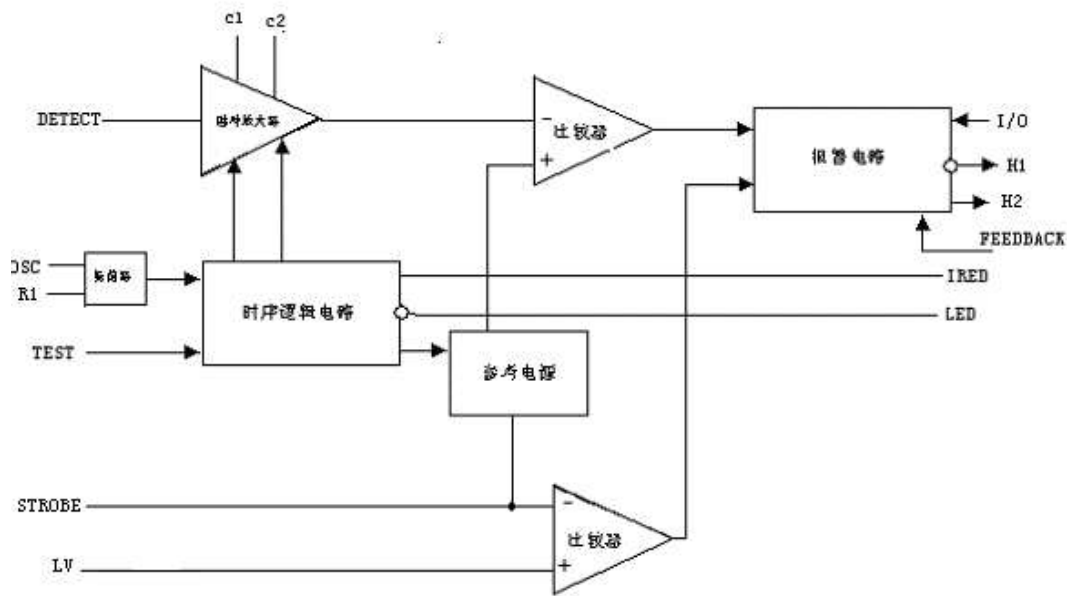 c1
c2
DETECT
-
比较器
+
I/O
报警电路
H1
H2
FEEDBACK
OSC
R1
振荡器
时序逻辑电路
IRED
LED
TEST
参考电源
STROBE
-
比较器
LV
+